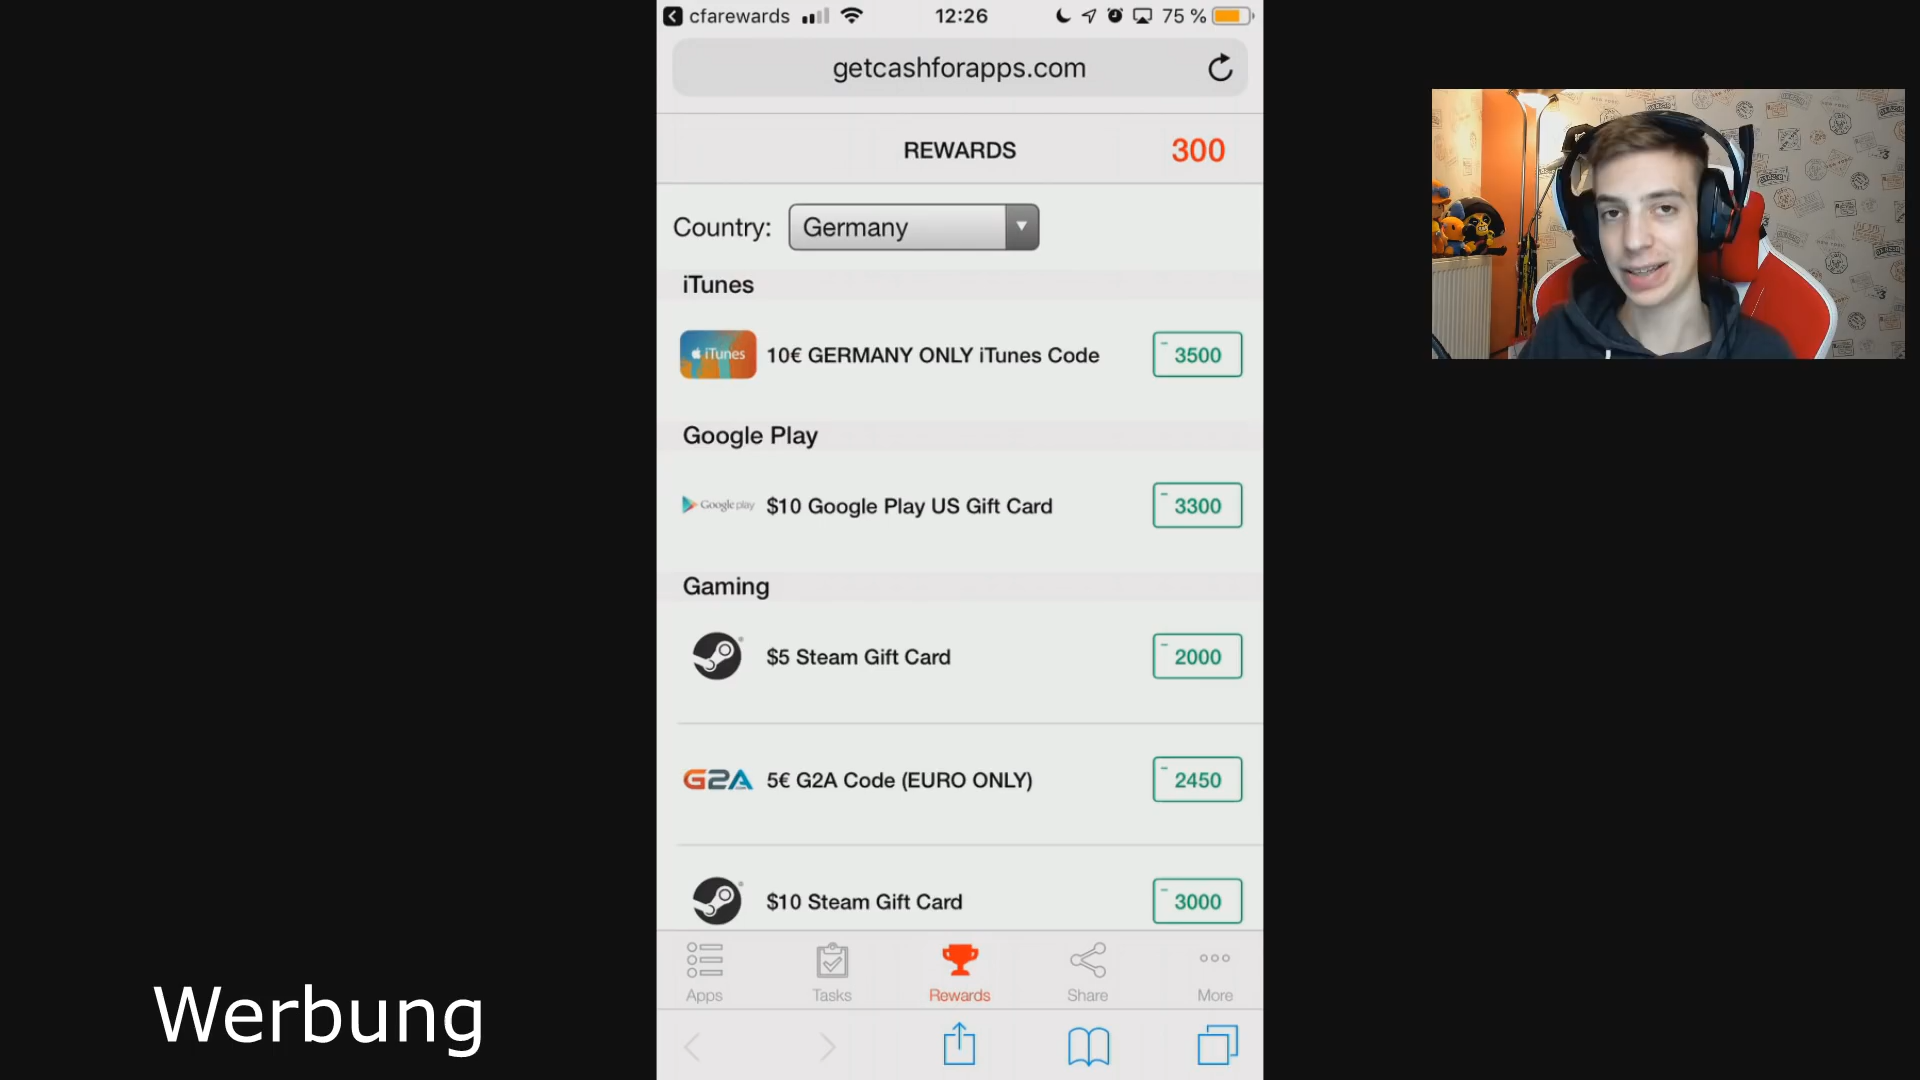 cfarewards
12:26
75 %
getcashforapps.com
REWARDS
300
Country:
Germany
iTunes
iTunes
10€ GERMANY ONLY iTunes Code
- 3500
Google Play
Google play
$10 Google Play US Gift Card
- 3300
Gaming
$5 Steam Gift Card
- 2000
G2A
5€ G2A Code (EURO ONLY)
- 2450
$10 Steam Gift Card
- 3000
Apps
Tasks
Rewards
Share
More
Werbung